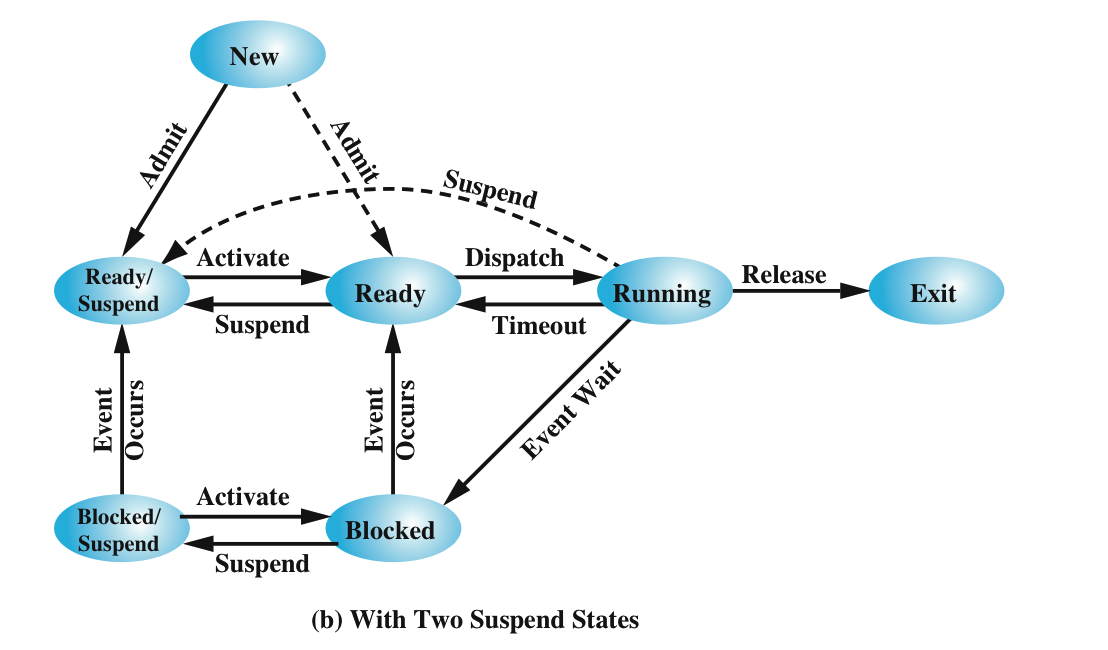 New
Admit
Admit
Suspend
Activate
Dispatch
Release
Ready/
Suspend
Ready
Running
Exit
Suspend
Timeout
Event
Occurs
Event
Occurs
Event Wait
Activate
Blocked/
Suspend
Blocked
Suspend
(b) With Two Suspend States